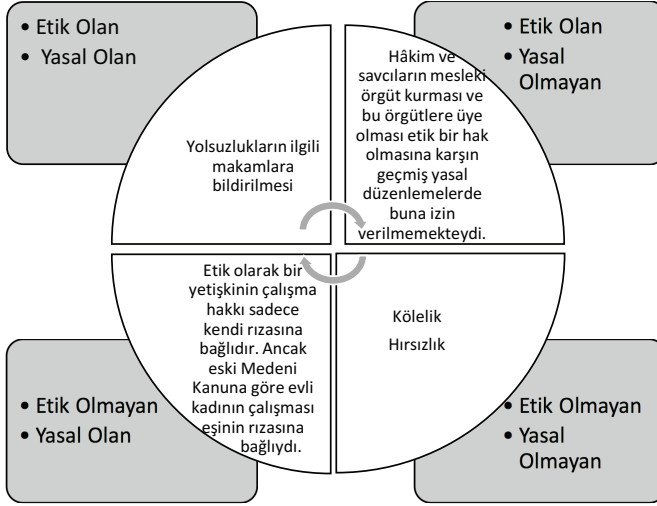 • Etik Olan
• Yasal Olan
Yolsuzlukların ilgili
makamlara
bildirilmesi
• Etik Olan
• Yasal
Olmayan
Hâkim ve
savcıların mesleki
örgüt kurması ve
bu örgütlere üye
olması etik bir hak
olmasına karşın
geçmiş yasal
düzenlemelerde
buna izin
verilmemekteydi.
Etik olarak bir
yetişkinin çalışma
hakkı sadece
kendi rızasına
bağlıdır. Ancak
eski Medeni
Kanuna göre evli
kadının çalışması
eşinin rızasına
bağlıydı.
• Etik Olmayan
• Yasal Olan
Kölelik
Hırsızlık
• Etik Olmayan
• Yasal
Olmayan